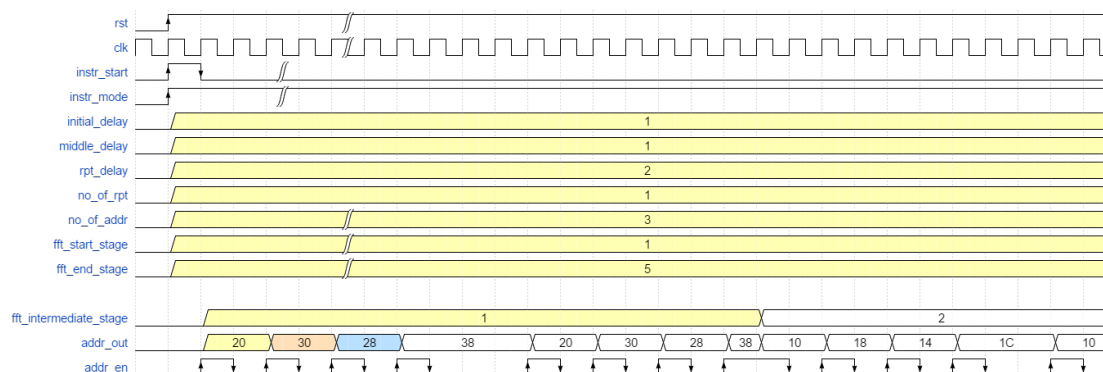 rst
clk
instr_start
instr_mode
initial_delay 1
middle_delay 1
rpt_delay 2
no_of_rpt 1
no_of_addr 3
fft_start_stage 1
fft_end_stage 5
fft_intermediate_stage 1 2
addr_out 20 30 28 38 20 30 28 38 10 18 14 1C 10
addr_en